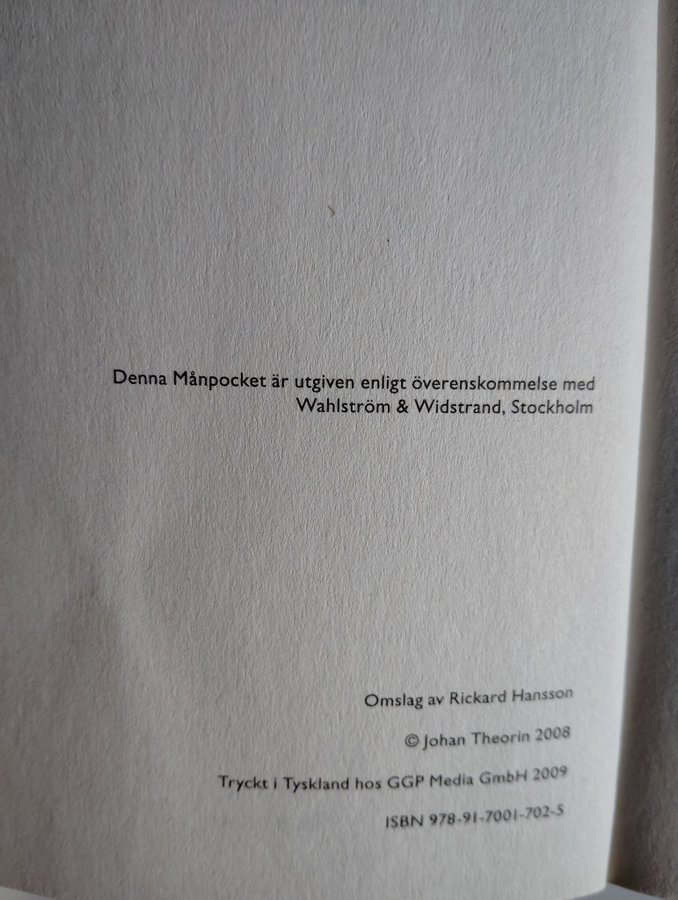 Denna Månpocket är utgiven enligt överenskommelse med
Wahlström & Widstrand, Stockholm
Omslag av Rickard Hansson
© Johan Theorin 2008
Tryckt i Tyskland hos GGP Media GmbH 2009
ISBN 978-91-7001-702-5